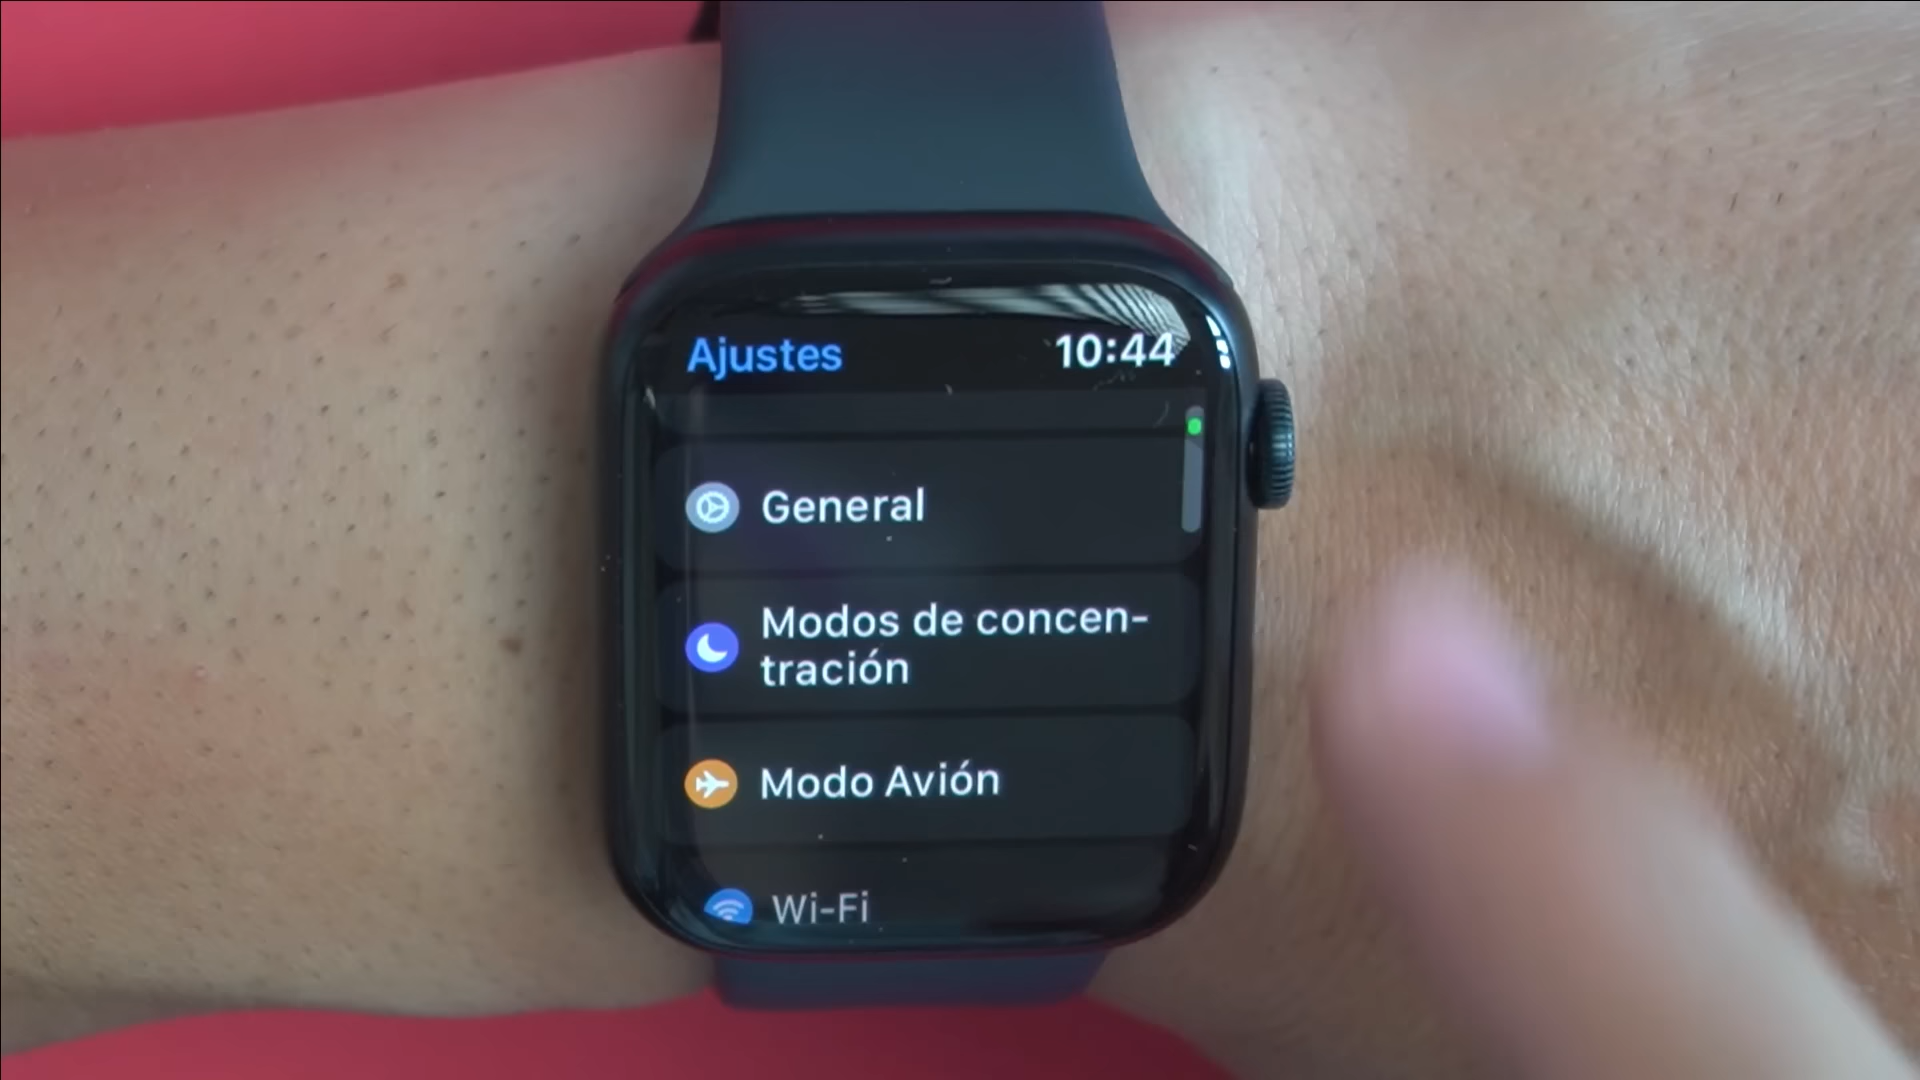 Ajustes 10:44
General
Modos de concen-
tración
Modo Avión
Wi-Fi